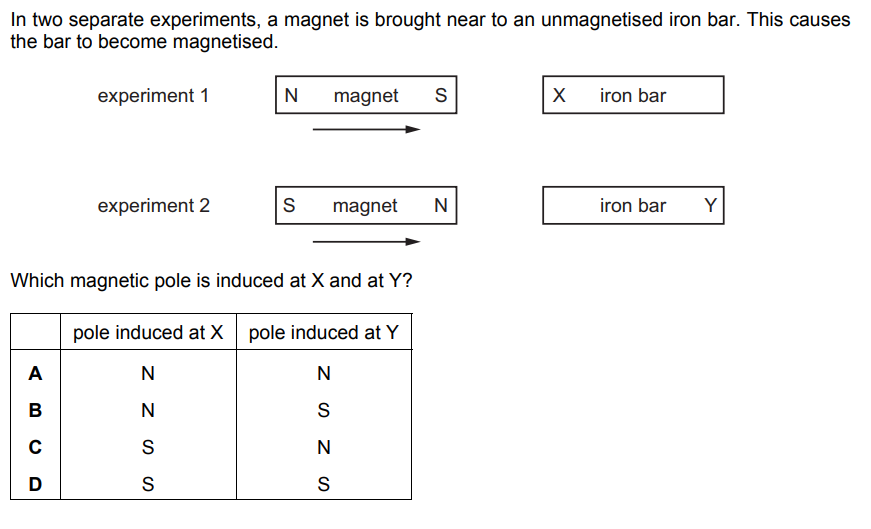 In two separate experiments, a magnet is brought near to an unmagnetised iron bar. This causes
the bar to become magnetised.
experiment 1 N magnet S X iron bar
experiment 2 S magnet N iron bar Y
Which magnetic pole is induced at X and at Y?
pole induced at X pole induced at Y
A N N
B N S
C S N
D S S